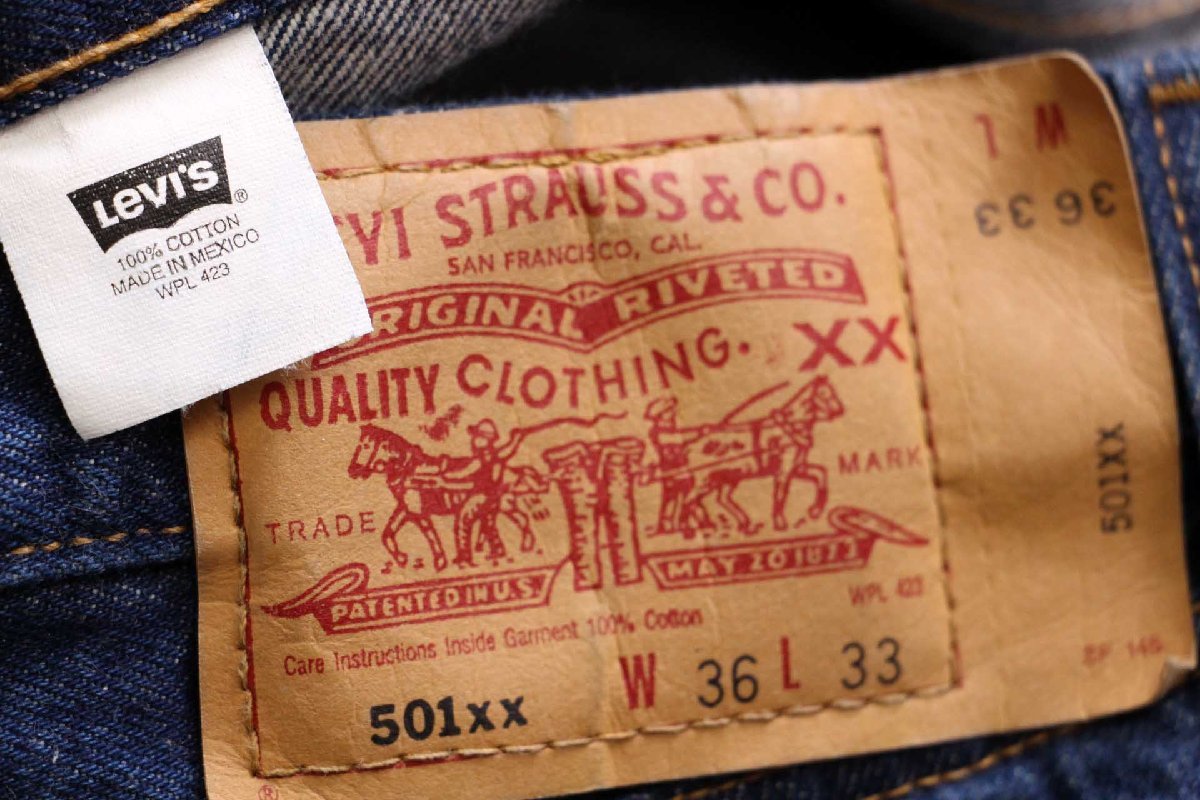 Levi's®
100% COTTON
MADE IN MEXICO
WPL 423
STRAUSS & CO.
SAN FRANCISCO, CAL.
ORIGINAL RIVETED
QUALITY CLOTHING. XX
TRADE MARK
PATENTED IN U.S. MAY 20 1873
WPL 423
Care Instructions Inside Garment 100% Cotton
501xx W 36 L 33
®
W L
36 33
501XX